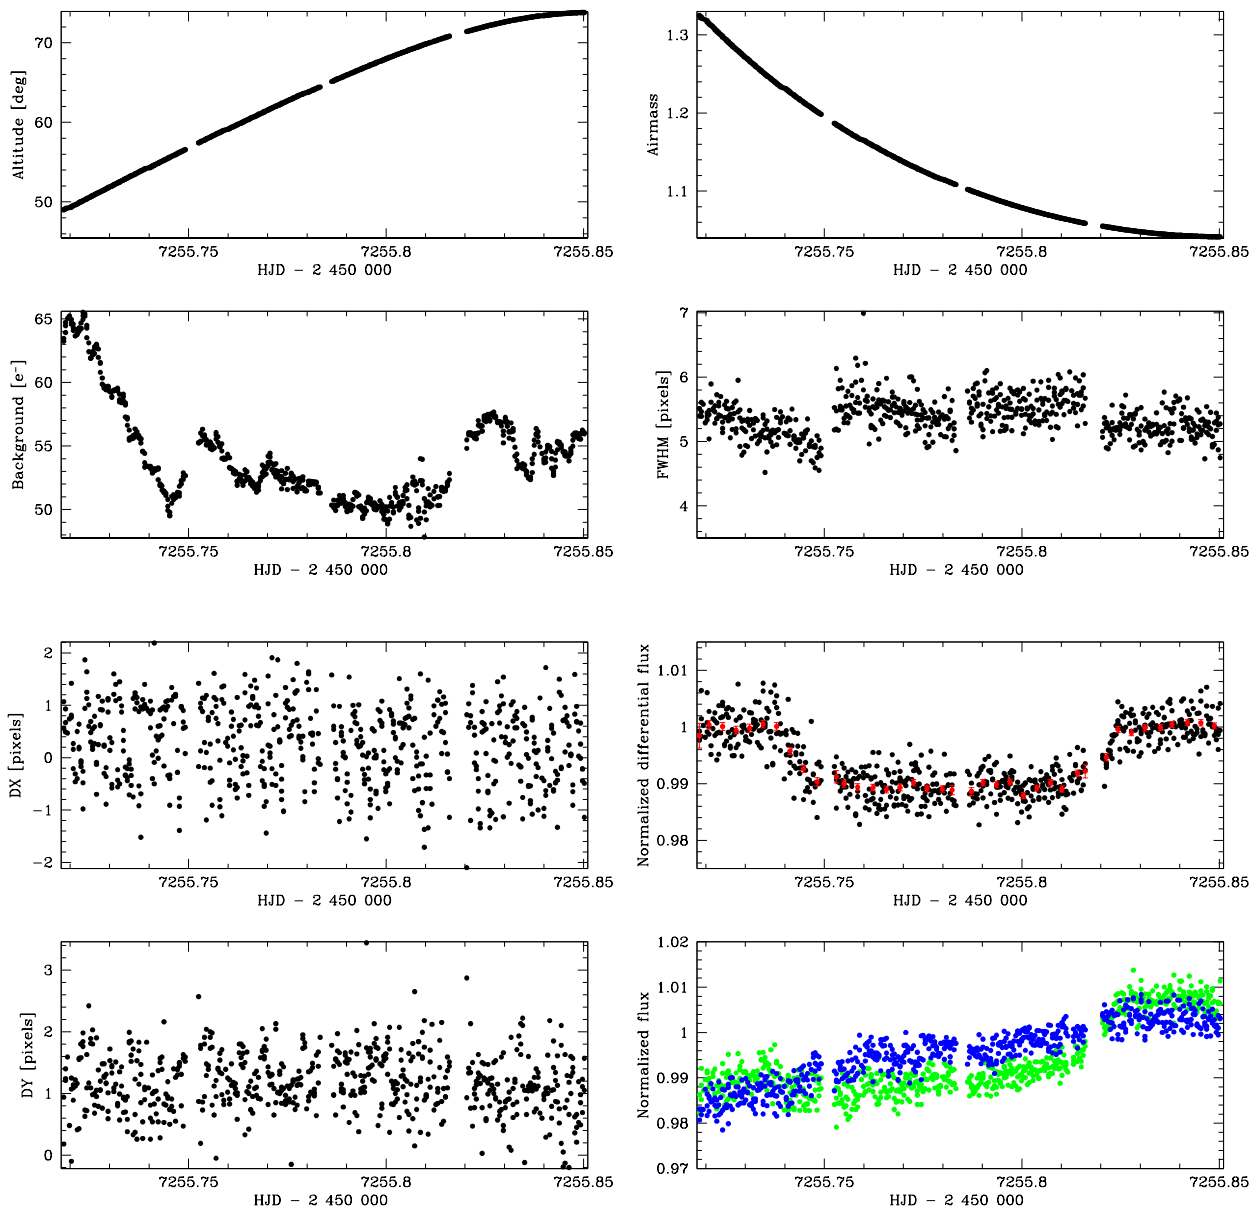 Altitude [deg]
70
60
50
7255.75 7255.8 7255.85
HJD − 2 450 000
Airmass
1.3
1.2
1.1
7255.75 7255.8 7255.85
HJD − 2 450 000
Background [e⁻]
65
60
55
50
7255.75 7255.8 7255.85
HJD − 2 450 000
FWHM [pixels]
7
6
5
4
7255.75 7255.8 7255.85
HJD − 2 450 000
DX [pixels]
2
1
0
−1
−2
7255.75 7255.8 7255.85
HJD − 2 450 000
Normalized differential flux
1.01
1
0.99
0.98
7255.75 7255.8 7255.85
HJD − 2 450 000
DY [pixels]
3
2
1
0
7255.75 7255.8 7255.85
HJD − 2 450 000
Normalized flux
1.02
1.01
1
0.99
0.98
0.97
7255.75 7255.8 7255.85
HJD − 2 450 000